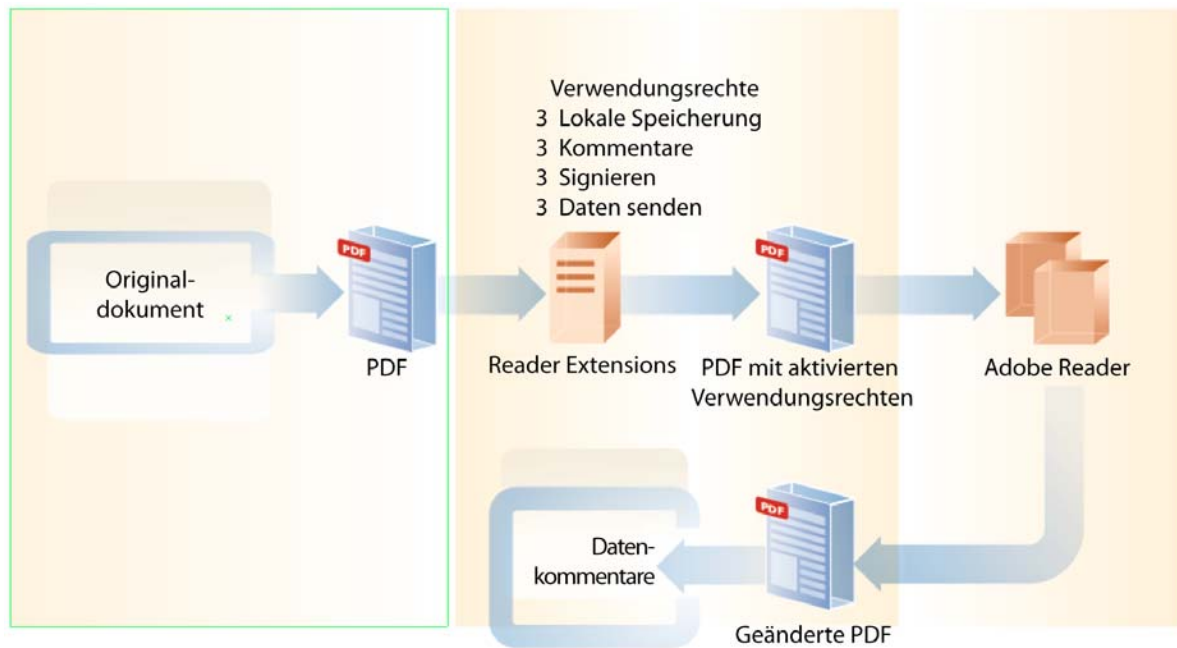 Verwendungsrechte
3 Lokale Speicherung
3 Kommentare
3 Signieren
3 Daten senden
Original-
dokument
PDF
PDF
Reader Extensions
PDF
PDF mit aktivierten
Verwendungsrechten
Adobe Reader
Daten-
kommentare
PDF
Geänderte PDF